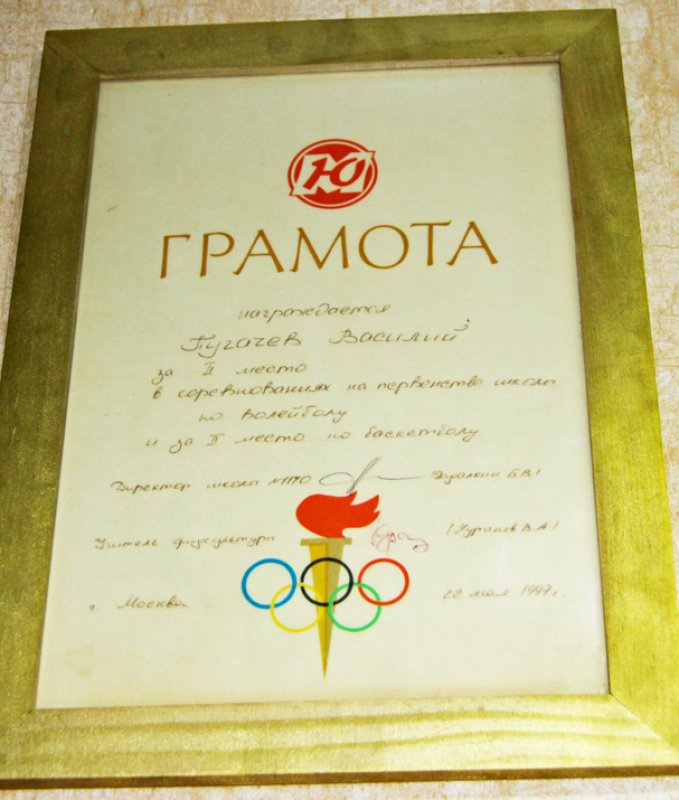 Ю
ГРАМОТА
награждается
Пугачев Василий
за II место
в соревнованиях на первенство школы
по волейболу
и за II место по баскетболу
Директор школы №1170 Б.В.
Учитель физкультуры В.А.
г. Москва 22 мая 1997г.